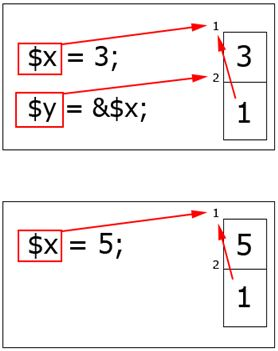 $x = 3;
1
3
$y = &$x;
2
1
$x = 5;
1
5
2
1